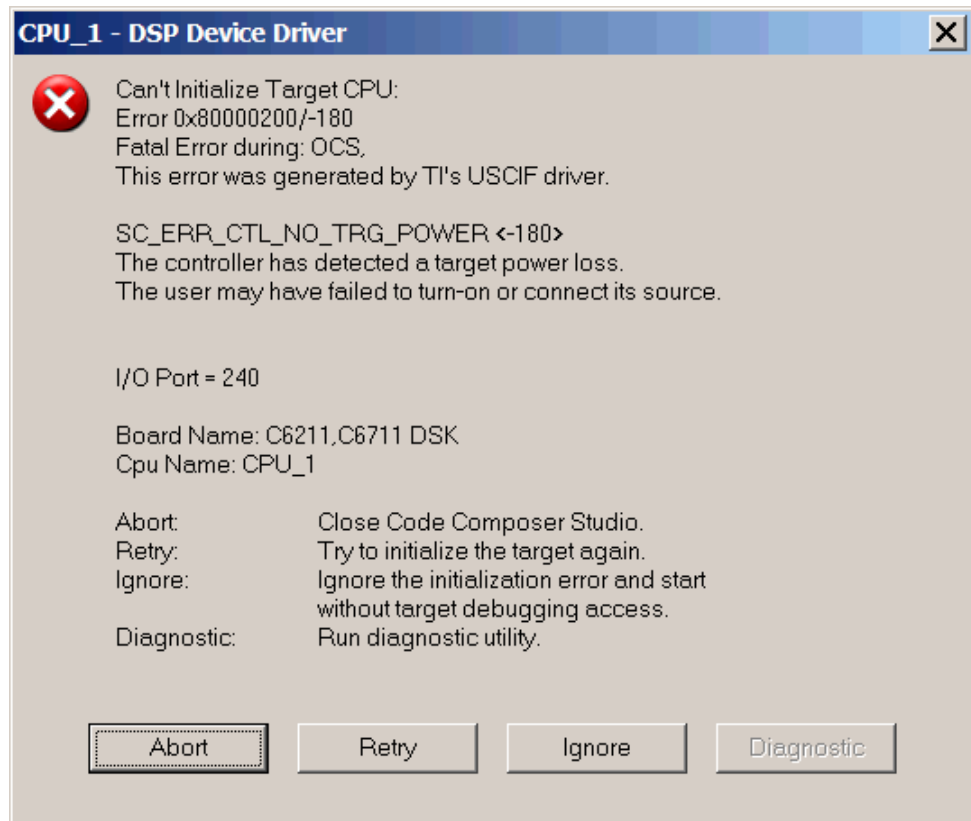 CPU_1 - DSP Device Driver
Can't Initialize Target CPU:
Error 0x80000200/-180
Fatal Error during: OCS,
This error was generated by TI's USCIF driver.
SC_ERR_CTL_NO_TRG_POWER <-180>
The controller has detected a target power loss.
The user may have failed to turn-on or connect its source.
I/O Port = 240
Board Name: C6211,C6711 DSK
Cpu Name: CPU_1
Abort: Close Code Composer Studio.
Retry: Try to initialize the target again.
Ignore: Ignore the initialization error and start
without target debugging access.
Diagnostic: Run diagnostic utility.
Abort Retry Ignore Diagnostic